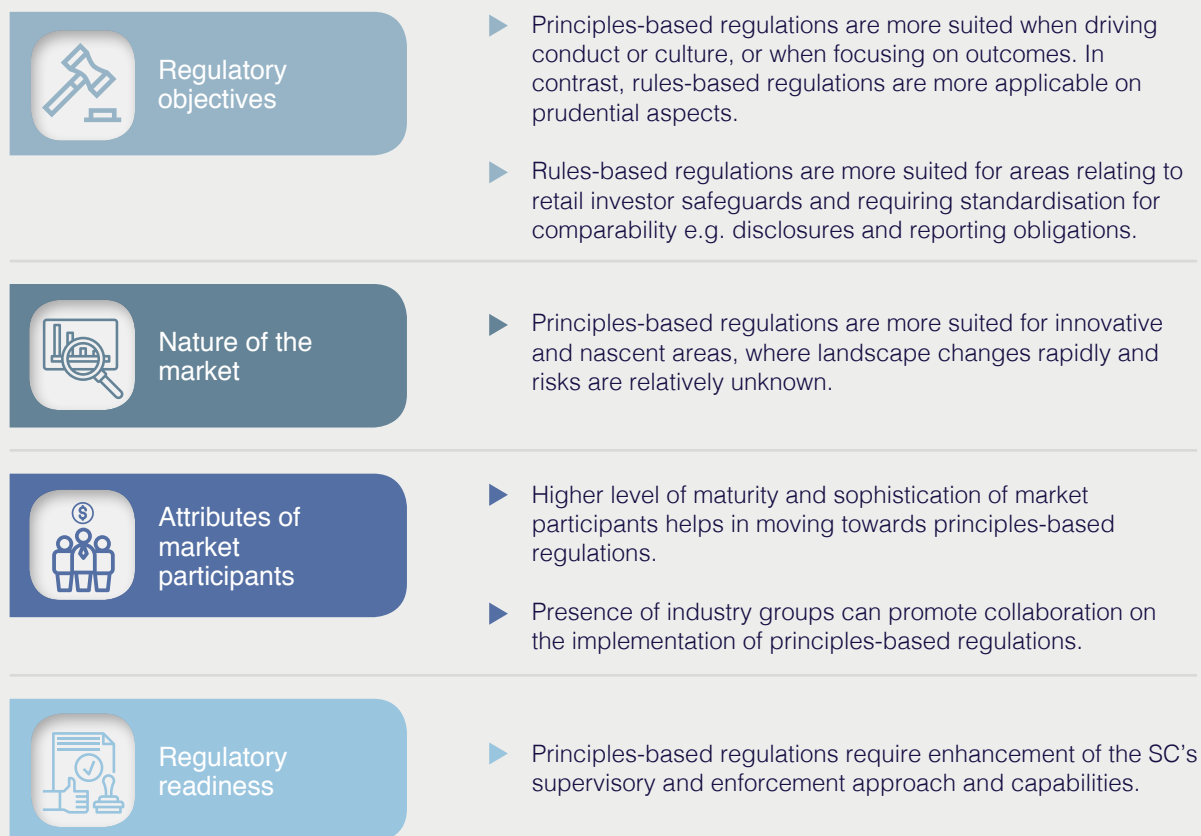 Regulatory
objectives
Principles-based regulations are more suited when driving
conduct or culture, or when focusing on outcomes. In
contrast, rules-based regulations are more applicable on
prudential aspects.
Rules-based regulations are more suited for areas relating to
retail investor safeguards and requiring standardisation for
comparability e.g. disclosures and reporting obligations.
Nature of the
market
Principles-based regulations are more suited for innovative
and nascent areas, where landscape changes rapidly and
risks are relatively unknown.
$
Attributes of
market
participants
Higher level of maturity and sophistication of market
participants helps in moving towards principles-based
regulations.
Presence of industry groups can promote collaboration on
the implementation of principles-based regulations.
Regulatory
readiness
Principles-based regulations require enhancement of the SC's
supervisory and enforcement approach and capabilities.